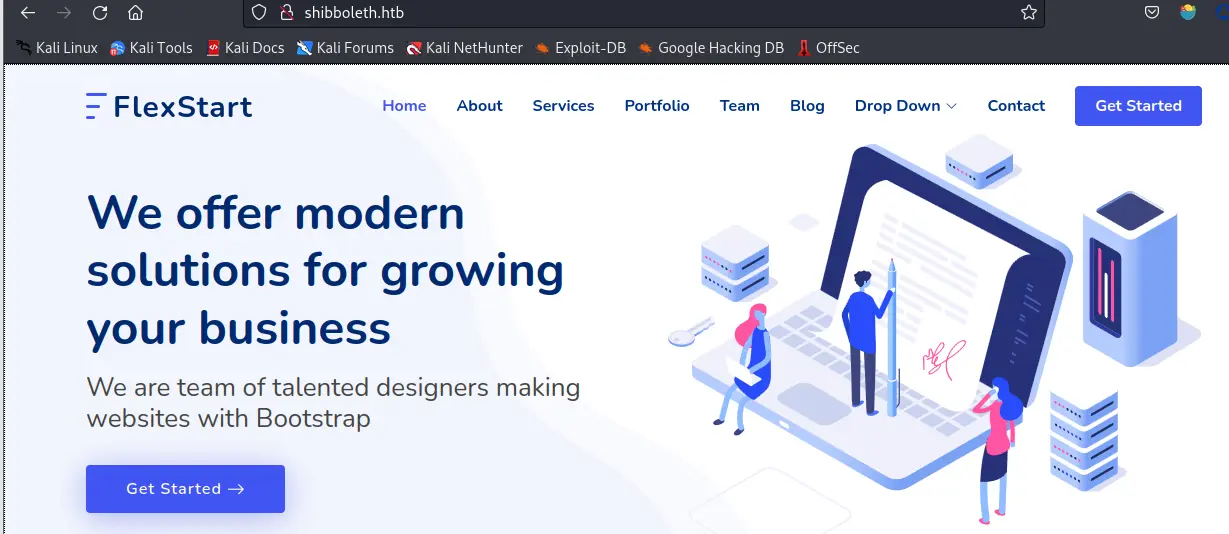 shibboleth.htb
Kali Linux Kali Tools Kali Docs Kali Forums Kali NetHunter Exploit-DB Google Hacking DB OffSec
FlexStart Home About Services Portfolio Team Blog Drop Down Contact Get Started
We offer modern
solutions for growing
your business
We are team of talented designers making
websites with Bootstrap
Get Started →